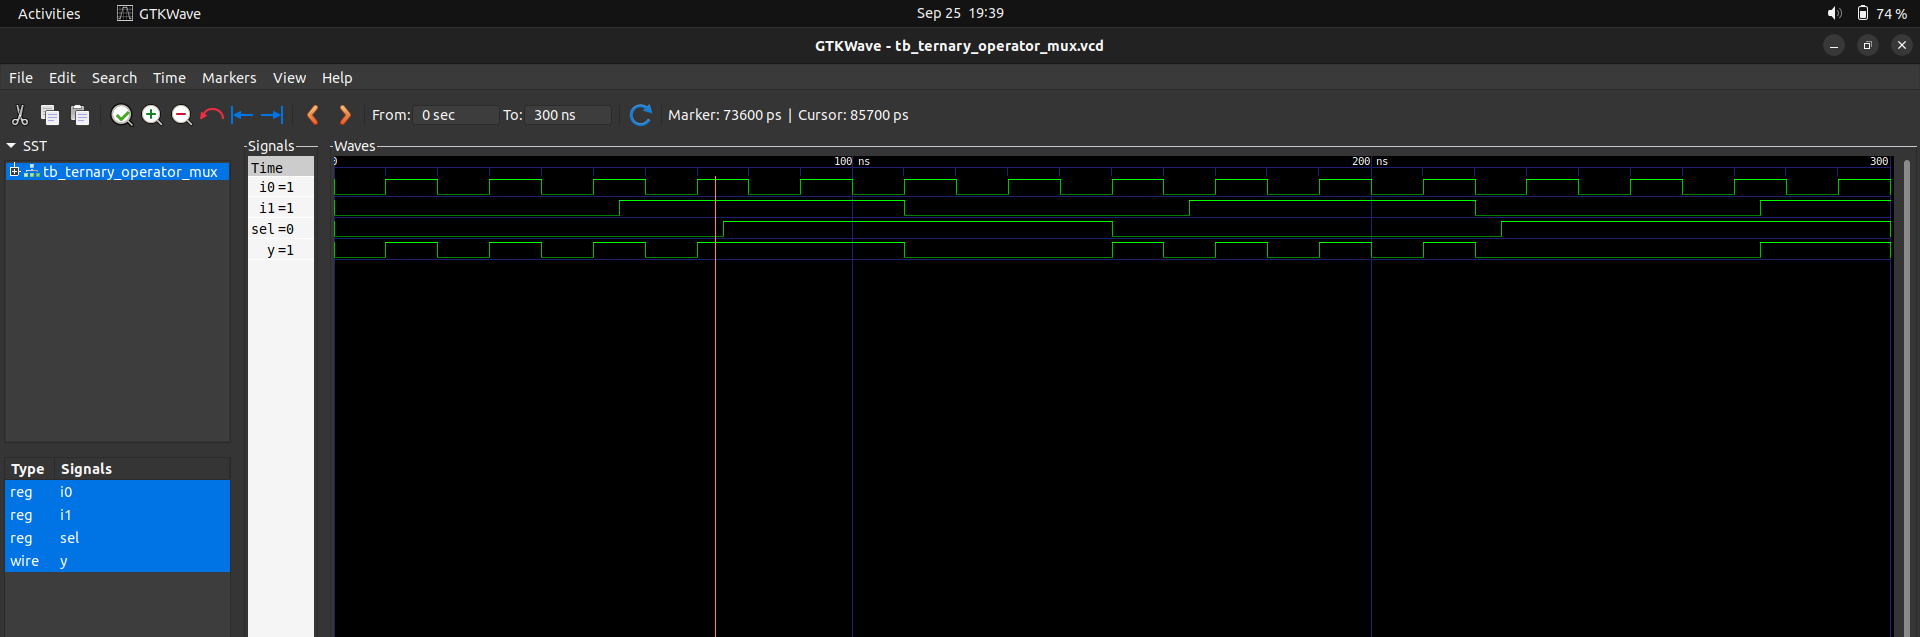 Activities GTKWave Sep 25 19:39 74 %
GTKWave - tb_ternary_operator_mux.vcd
File Edit Search Time Markers View Help
From: 0 sec To: 300 ns Marker: 73600 ps | Cursor: 85700 ps
SST
tb_ternary_operator_mux
Type Signals
reg i0
reg i1
reg sel
wire y
Signals
Time
i0 =1
i1 =1
sel =0
y =1
Waves
0 100 ns 200 ns 300